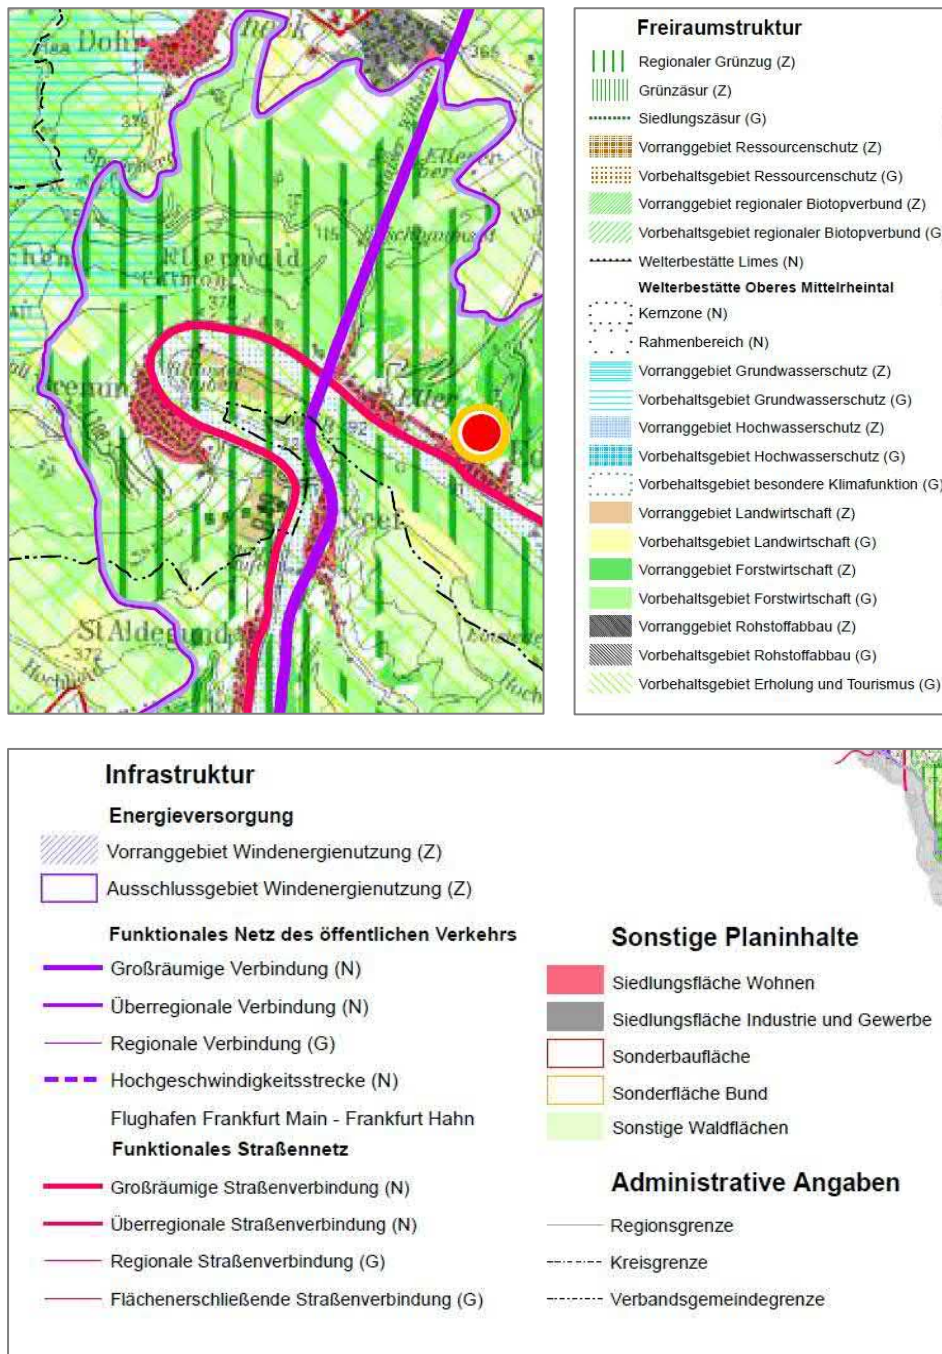 Dohr
366
378
St Aldegund
372
Hochheld
Freiraumstruktur
Regionaler Grünzug (Z)
Grünzäsur (Z)
Siedlungszäsur (G)
Vorranggebiet Ressourcenschutz (Z)
Vorbehaltsgebiet Ressourcenschutz (G)
Vorranggebiet regionaler Biotopverbund (Z)
Vorbehaltsgebiet regionaler Biotopverbund (G
Welterbestätte Limes (N)
Welterbestätte Oberes Mittelrheintal
Kernzone (N)
Rahmenbereich (N)
Vorranggebiet Grundwasserschutz (Z)
Vorbehaltsgebiet Grundwasserschutz (G)
Vorranggebiet Hochwasserschutz (Z)
Vorbehaltsgebiet Hochwasserschutz (G)
Vorbehaltsgebiet besondere Klimafunktion (G)
Vorranggebiet Landwirtschaft (Z)
Vorbehaltsgebiet Landwirtschaft (G)
Vorranggebiet Forstwirtschaft (Z)
Vorbehaltsgebiet Forstwirtschaft (G)
Vorranggebiet Rohstoffabbau (Z)
Vorbehaltsgebiet Rohstoffabbau (G)
Vorbehaltsgebiet Erholung und Tourismus (G)
Infrastruktur
Energieversorgung
Vorranggebiet Windenergienutzung (Z)
Ausschlussgebiet Windenergienutzung (Z)
Funktionales Netz des öffentlichen Verkehrs
Großräumige Verbindung (N)
Überregionale Verbindung (N)
Regionale Verbindung (G)
Hochgeschwindigkeitsstrecke (N)
Flughafen Frankfurt Main - Frankfurt Hahn
Funktionales Straßennetz
Großräumige Straßenverbindung (N)
Überregionale Straßenverbindung (N)
Regionale Straßenverbindung (G)
Flächenerschließende Straßenverbindung (G)
Sonstige Planinhalte
Siedlungsfläche Wohnen
Siedlungsfläche Industrie und Gewerbe
Sonderbaufläche
Sonderfläche Bund
Sonstige Waldflächen
Administrative Angaben
Regionsgrenze
Kreisgrenze
Verbandsgemeindegrenze